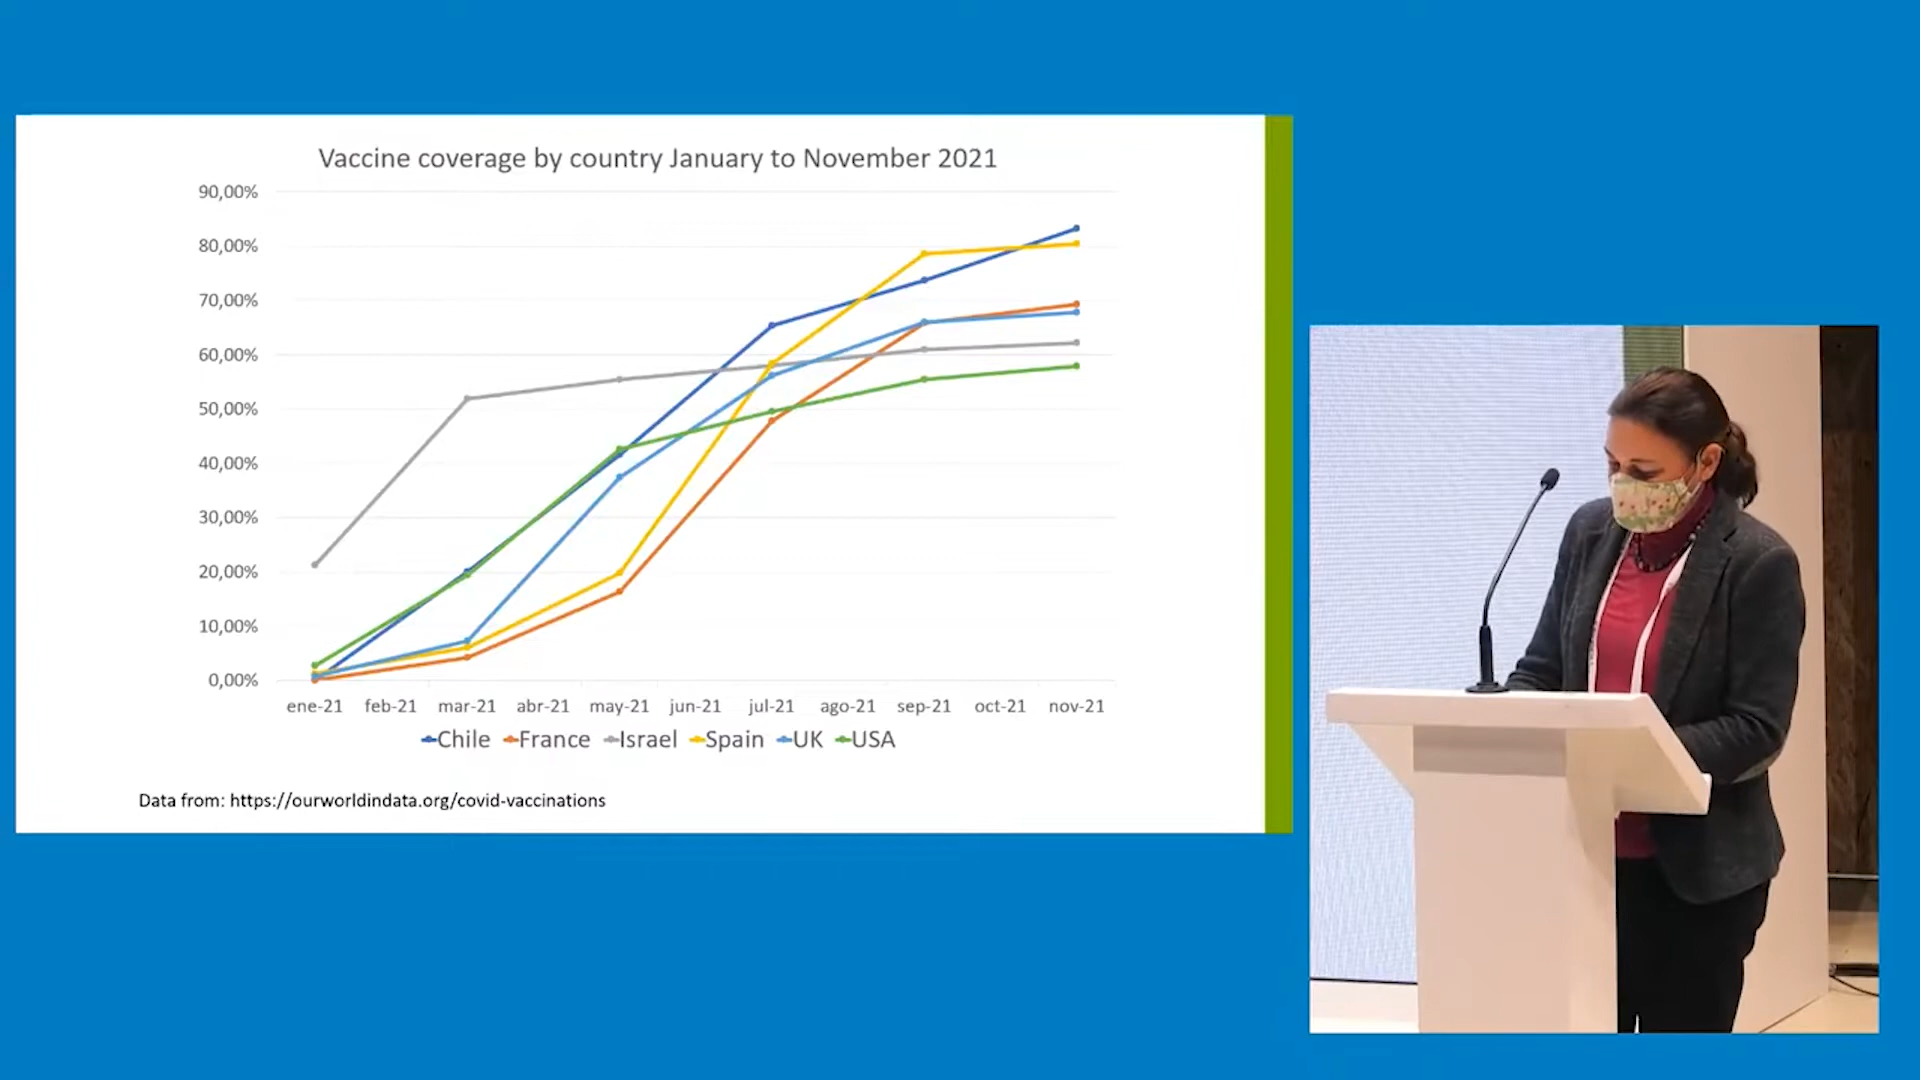 Vaccine coverage by country January to November 2021
90,00%
80,00%
70,00%
60,00%
50,00%
40,00%
30,00%
20,00%
10,00%
0,00%
ene-21 feb-21 mar-21 abr-21 may-21 jun-21 jul-21 ago-21 sep-21 oct-21 nov-21
Chile France Israel Spain UK USA
Data from: https://ourworldindata.org/covid-vaccinations